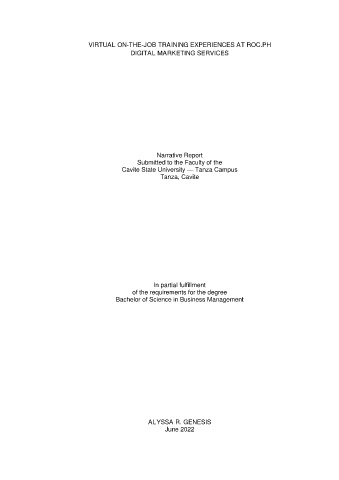 VIRTUAL ON-THE-JOB TRAINING EXPERIENCES AT ROC.PH
DIGITAL MARKETING SERVICES
Narrative Report
Submitted to the Faculty of the
Cavite State University — Tanza Campus
Tanza, Cavite
In partial fulfillment
of the requirements for the degree
Bachelor of Science in Business Management
ALYSSA R. GENESIS
June 2022